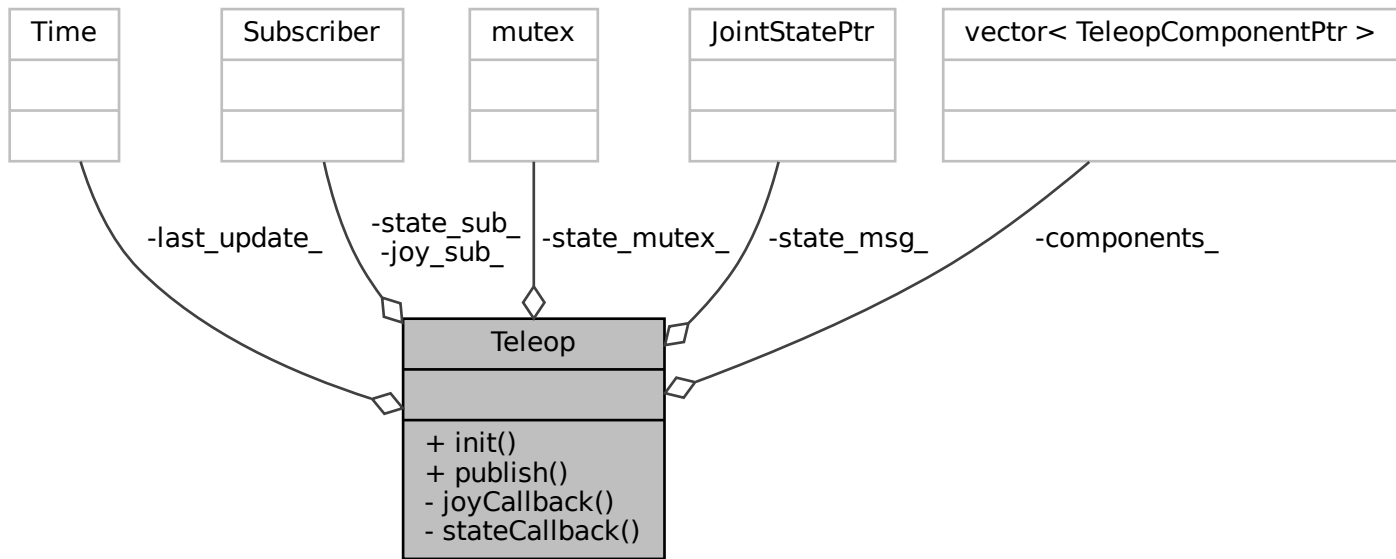 Time
Subscriber
mutex
JointStatePtr
vector< TeleopComponentPtr >
-last_update_
-state_sub_
-joy_sub_
-state_mutex_
-state_msg_
-components_
Teleop
+ init()
+ publish()
- joyCallback()
- stateCallback()